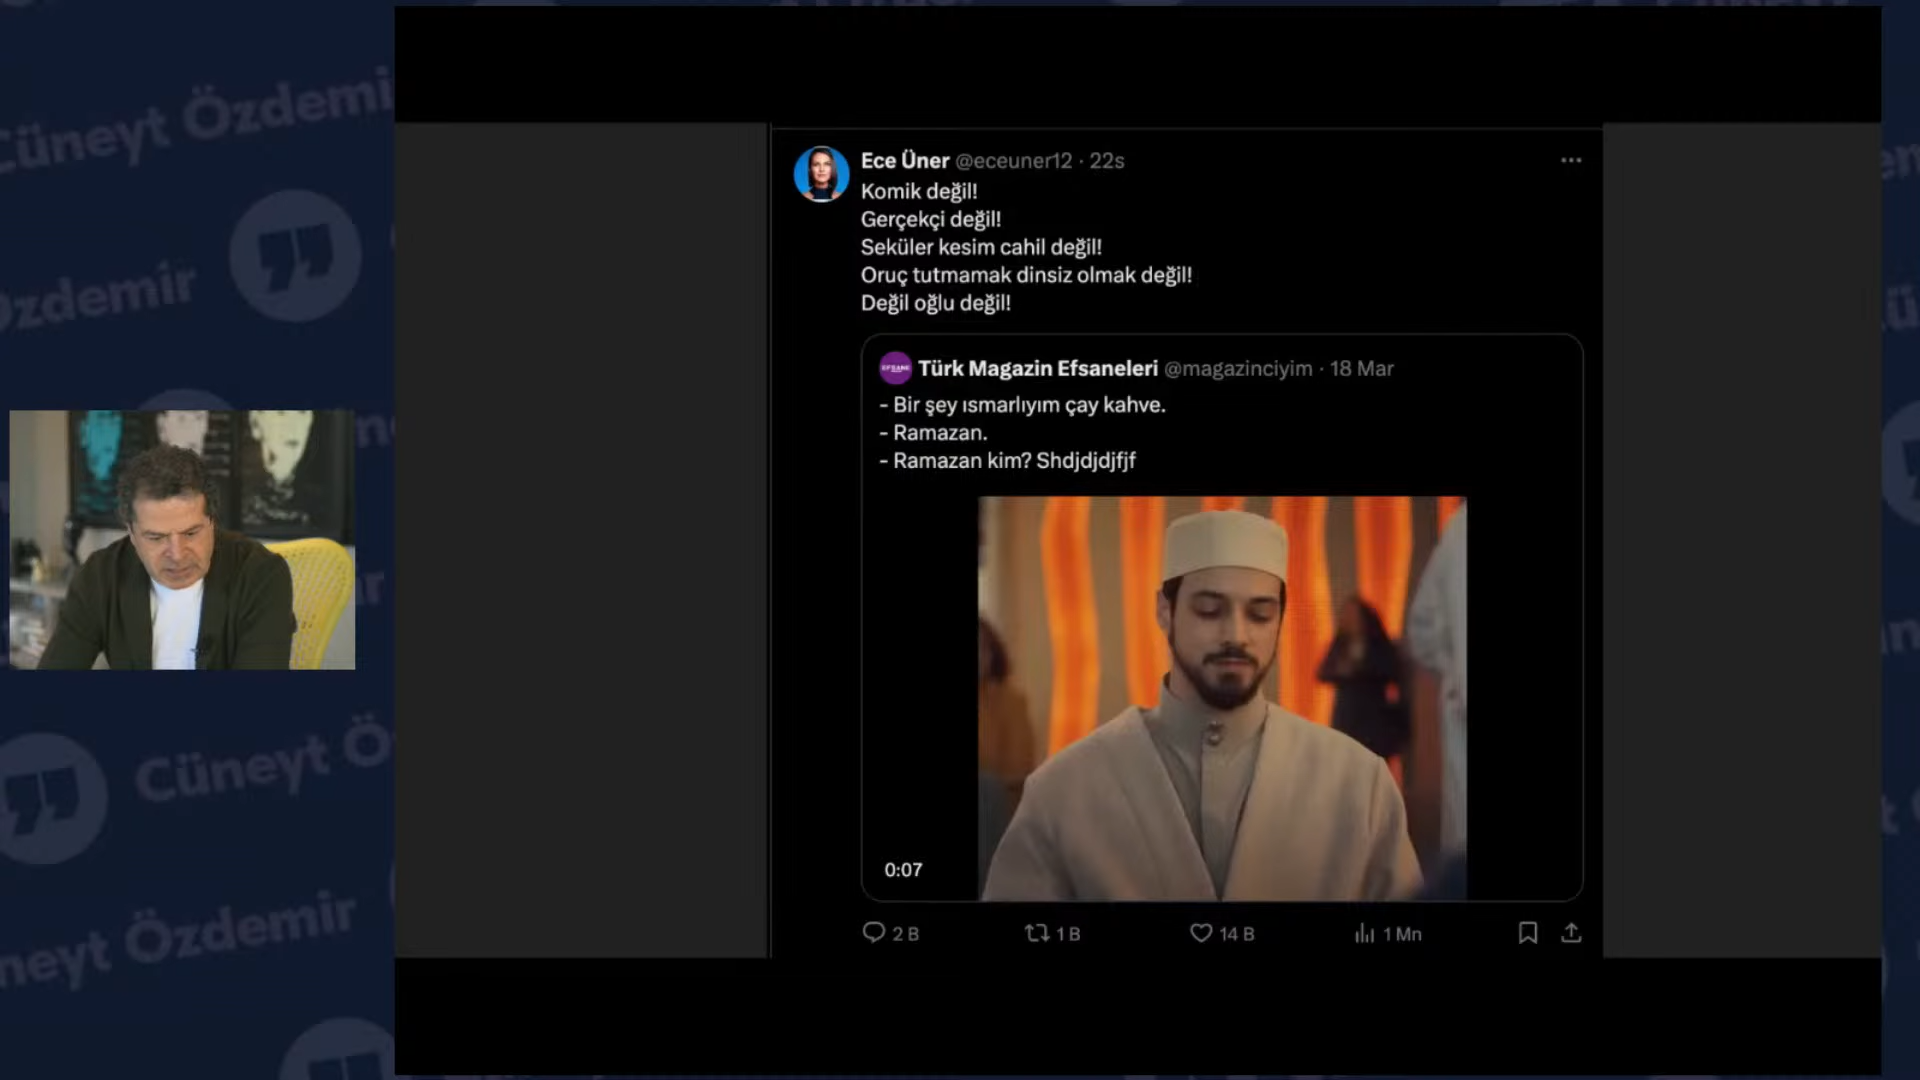 Cüneyt Özdemi
Özdemir
Cüneyt Ö
neyt Özdemir
Ece Üner @eceuner12 · 22s
Komik değil!
Gerçekçi değil!
Seküler kesim cahil değil!
Oruç tutmamak dinsiz olmak değil!
Değil oğlu değil!
EFSANE
Türk Magazin Efsaneleri @magazinciyim · 18 Mar
- Bir şey ısmarlıyım çay kahve.
- Ramazan.
- Ramazan kim? Shdjdjdjfjf
0:07
2 B 1 B 14 B 1 Mn